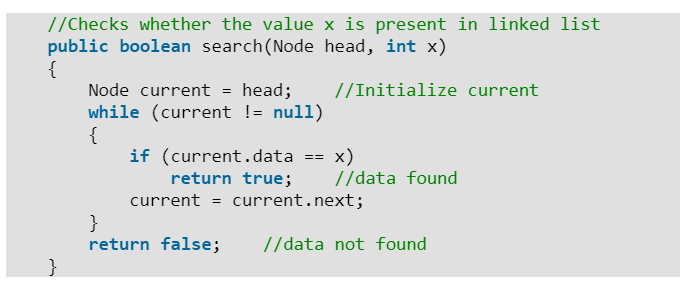 //Checks whether the value x is present in linked list
public boolean search(Node head, int x)
{
    Node current = head;    //Initialize current
    while (current != null)
    {
        if (current.data == x)
            return true;    //data found
        current = current.next;
    }
    return false;    //data not found
}